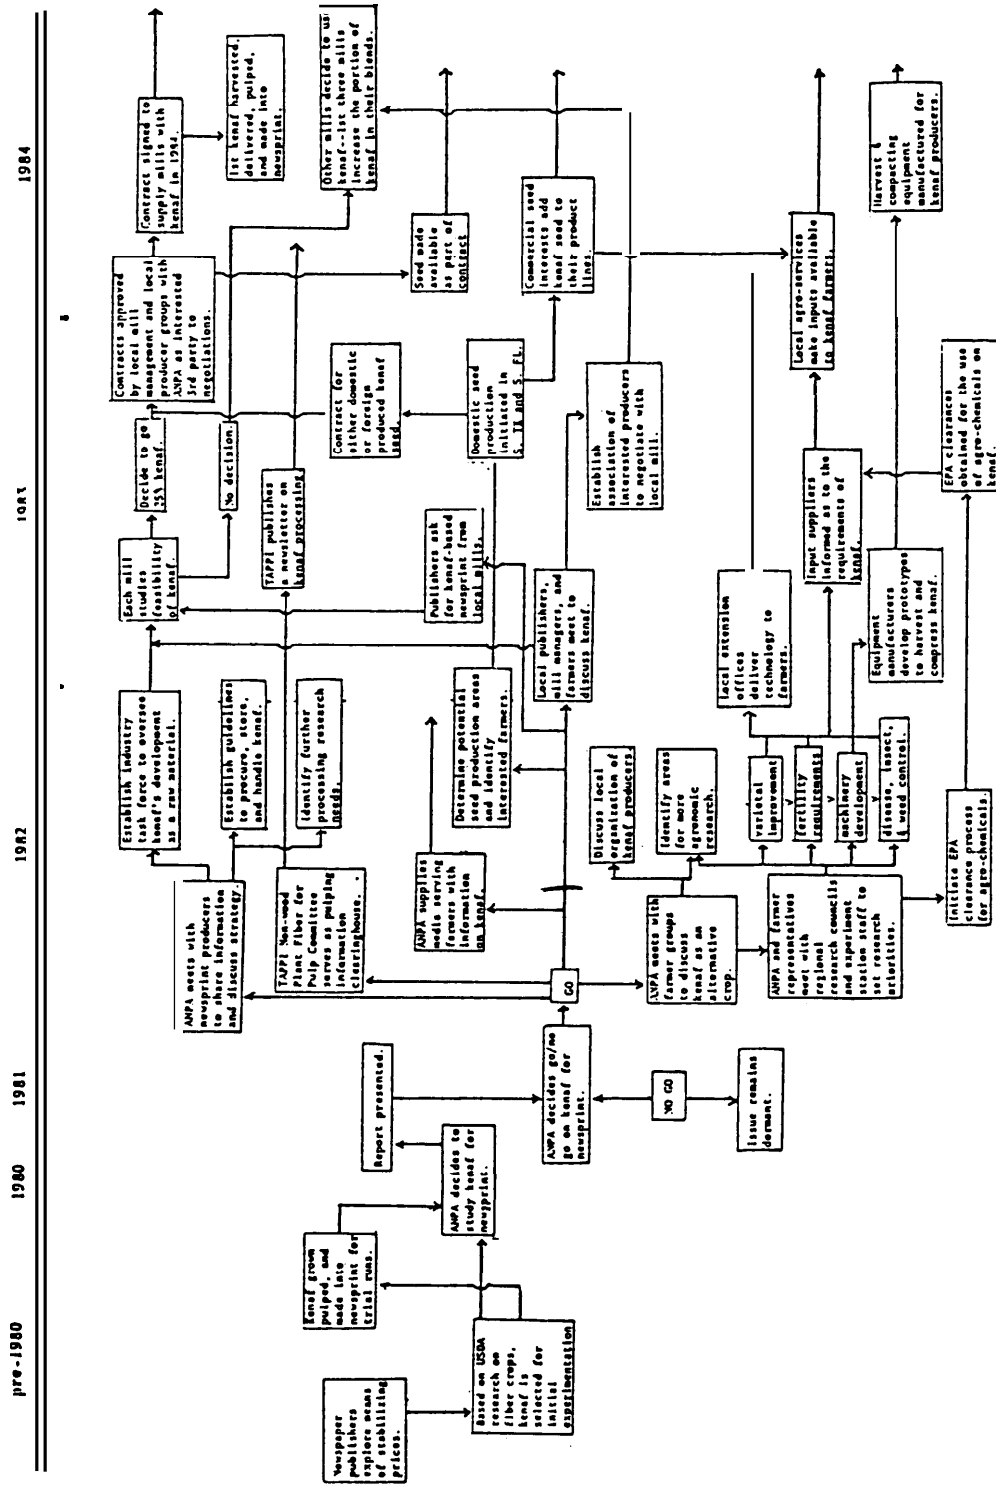 pre-1980
1980
1981
1982
1983
1984
Newspaper
publishers
explore means
of stabilizing
prices.
Based on USDA
research on
fiber crops,
kenaf is
selected for
initial
experimentation
Kenaf grown
pulped, and
made into
newsprint for
trial runs.
ANPA decides to
study kenaf for
newsprint.
Report presented.
ANPA decides go/no
go on kenaf for
newsprint.
NO GO
Issue remains
dormant.
GO
ANPA meets with
newsprint producers
to share information
and discuss strategy.
TAPPI Non-wood
Plant Fiber for
Pulp Committee
serves as pulping
information
clearinghouse.
ANPA supplies
media serving
farmers with
information
on kenaf.
ANPA meets with
farmer groups
to discuss
kenaf as an
alternative
crop.
ANPA and farmer
representatives
meet with
regional
research councils
and experiment
station staff to
set research
priorities.
Establish industry
task force to oversee
kenaf's development
as a raw material.
Establish guidelines
to procure, store,
and handle kenaf.
Identify further
processing research
needs.
Determine potential
seed production areas
and identify
interested farmers.
Discuss local
organization of
kenaf producers.
Identify areas
for more
agronomic
research.
varietal
improvement
fertility
requirements
machinery
development
disease, insect,
& weed control.
Initiate EPA
clearance process
for agro-chemicals.
Each mill
studies
feasibility
of kenaf.
Decide to go
25% kenaf.
No decision.
TAPPI publishes
a newsletter on
kenaf processing
Publishers ask
for kenaf-based
newsprint from
local mills.
Local publishers,
mill managers, and
farmers meet to
discuss kenaf.
Local extension
offices
deliver
technology to
farmers.
Equipment
manufacturers
develop prototypes
to harvest and
compress kenaf.
Input suppliers
informed as to the
requirements of
kenaf.
EPA clearances
obtained for the use
of agro-chemicals on
kenaf.
Contract for
either domestic
or foreign
produced kenaf
seed.
Domestic seed
production
initiated in
S. TX and S. FL.
Establish
association of
interested producers
to negotiate with
local mill.
Contracts approved
by local mill
management and local
producer groups with
ANPA as interested
3rd party to
negotiations.
Contract signed to
supply mills with
kenaf in 1984.
1st kenaf harvested,
delivered, pulped,
and made into
newsprint.
Other mills decide to us
kenaf--1st three mills
increase the portion of
kenaf in their blends.
Seed made
available
as part of
contract
Commercial seed
interests add
kenaf seed to
their product
lines.
Local agro-services
make inputs available
to kenaf farmers.
Harvest &
compacting
equipment
manufactured for
kenaf producers.